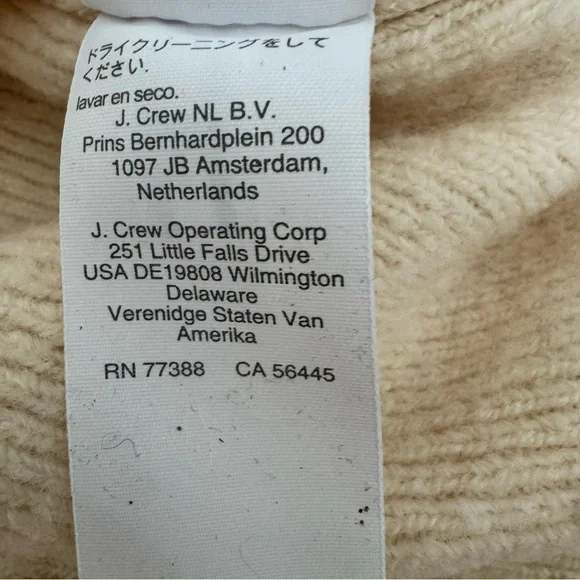 ドライクリーニングをして
ください.
lavar en seco.
J. Crew NL B.V.
Prins Bernhardplein 200
1097 JB Amsterdam,
Netherlands
J. Crew Operating Corp
251 Little Falls Drive
USA DE19808 Wilmington
Delaware
Verenidge Staten Van
Amerika
RN 77388 CA 56445